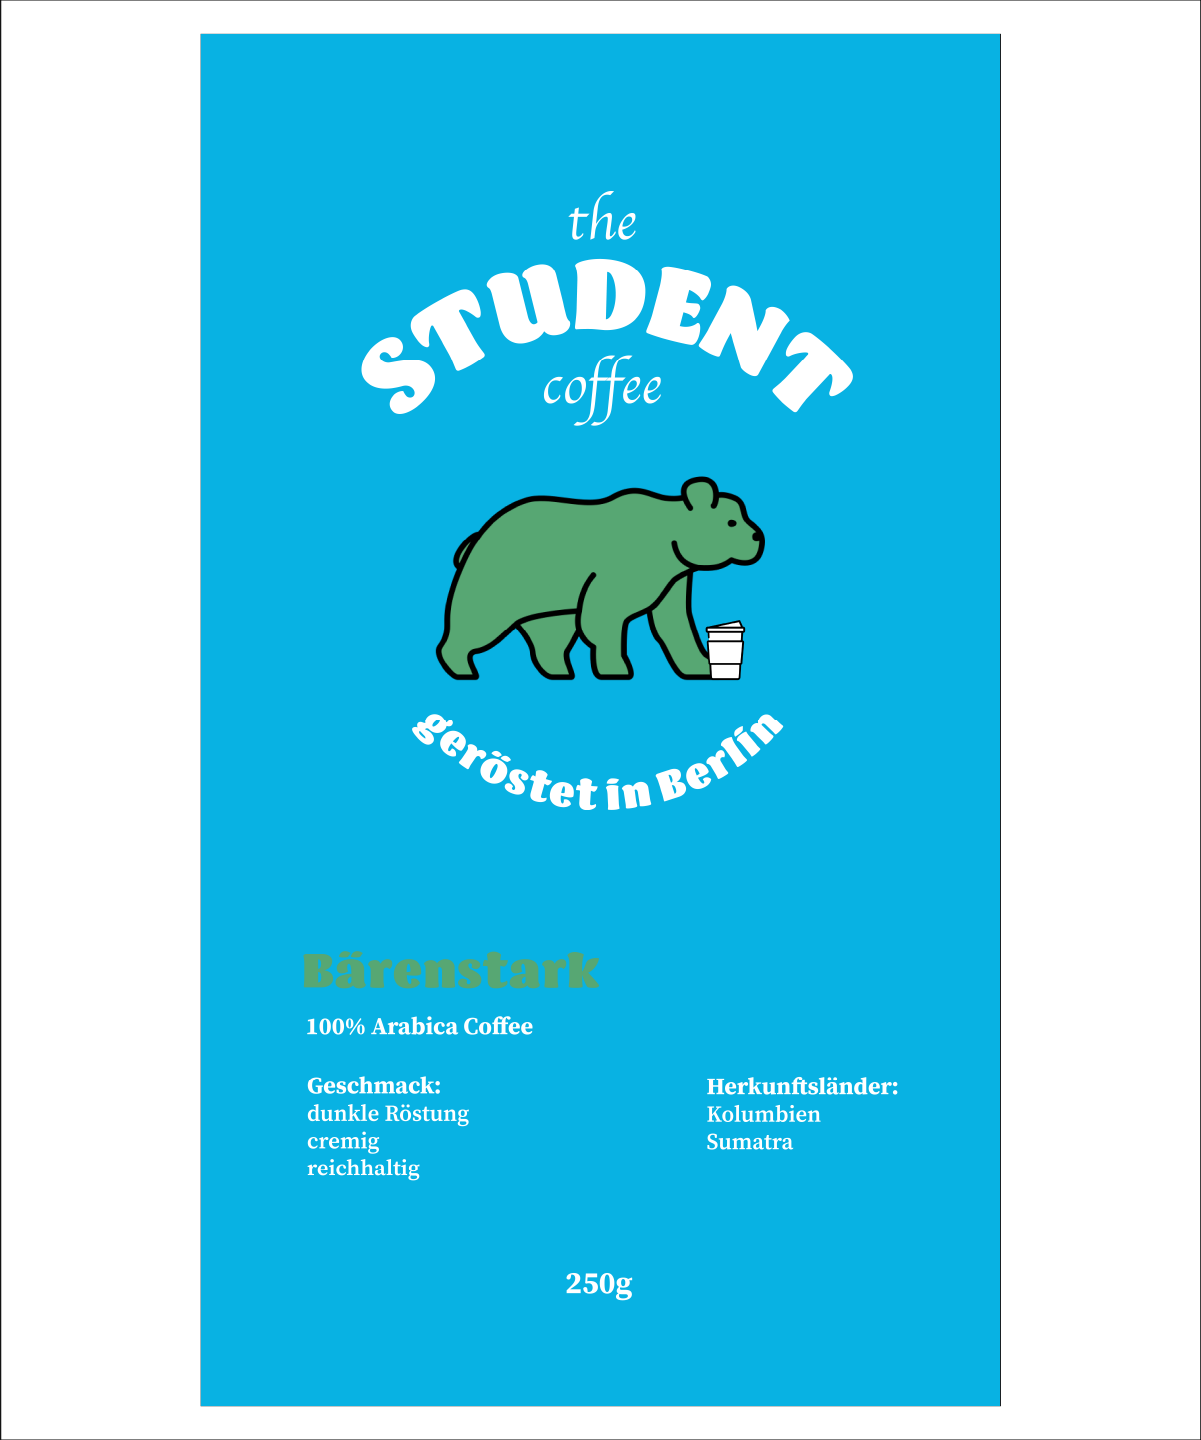 the
STUDENT
coffee
geröstet in Berlin
Bärenstark
100% Arabica Coffee
Geschmack:
dunkle Röstung
cremig
reichhaltig
Herkunftsländer:
Kolumbien
Sumatra
250g